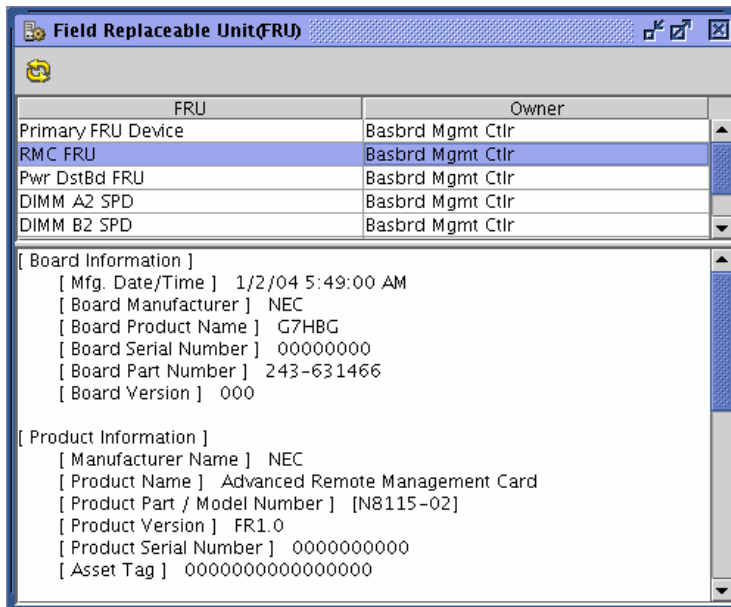 Field Replaceable Unit(FRU)
FRU Owner
Primary FRU Device Basbrd Mgmt Ctlr
RMC FRU Basbrd Mgmt Ctlr
Pwr DstBd FRU Basbrd Mgmt Ctlr
DIMM A2 SPD Basbrd Mgmt Ctlr
DIMM B2 SPD Basbrd Mgmt Ctlr
[ Board Information ]
[ Mfg. Date/Time ] 1/2/04 5:49:00 AM
[ Board Manufacturer ] NEC
[ Board Product Name ] G7HBG
[ Board Serial Number ] 00000000
[ Board Part Number ] 243-631466
[ Board Version ] 000
[ Product Information ]
[ Manufacturer Name ] NEC
[ Product Name ] Advanced Remote Management Card
[ Product Part / Model Number ] [N8115-02]
[ Product Version ] FR1.0
[ Product Serial Number ] 0000000000
[ Asset Tag ] 0000000000000000